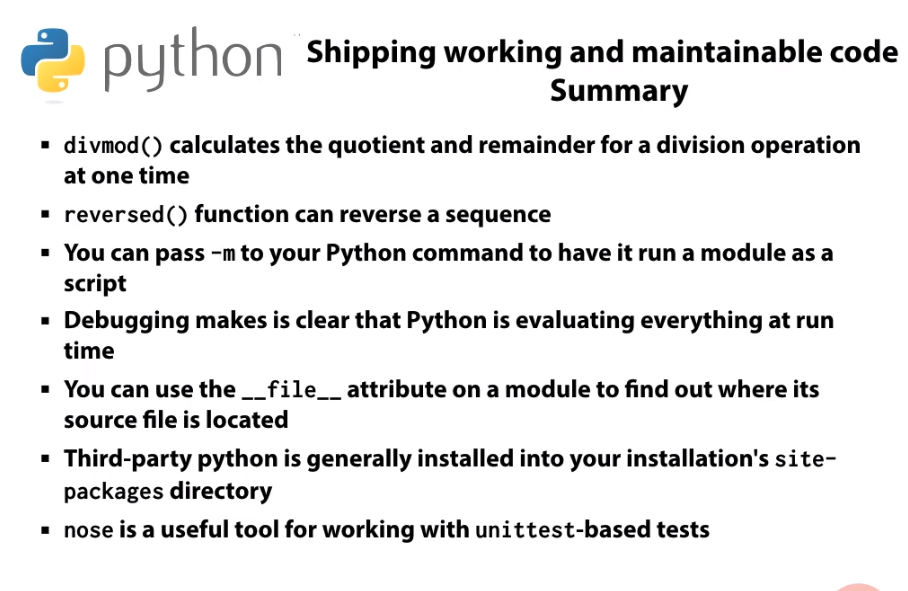 python
Shipping working and maintainable code
Summary
▪ divmod() calculates the quotient and remainder for a division operation
at one time
▪ reversed() function can reverse a sequence
▪ You can pass -m to your Python command to have it run a module as a
script
▪ Debugging makes is clear that Python is evaluating everything at run
time
▪ You can use the __file__ attribute on a module to find out where its
source file is located
▪ Third-party python is generally installed into your installation's site-
packages directory
▪ nose is a useful tool for working with unittest-based tests